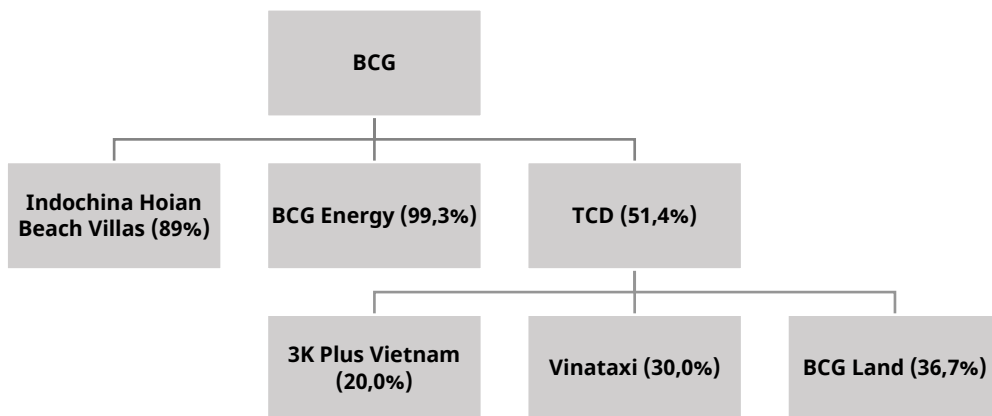 BCG
Indochina Hoian
Beach Villas (89%)
BCG Energy (99,3%)
TCD (51,4%)
3K Plus Vietnam
(20,0%)
Vinataxi (30,0%)
BCG Land (36,7%)